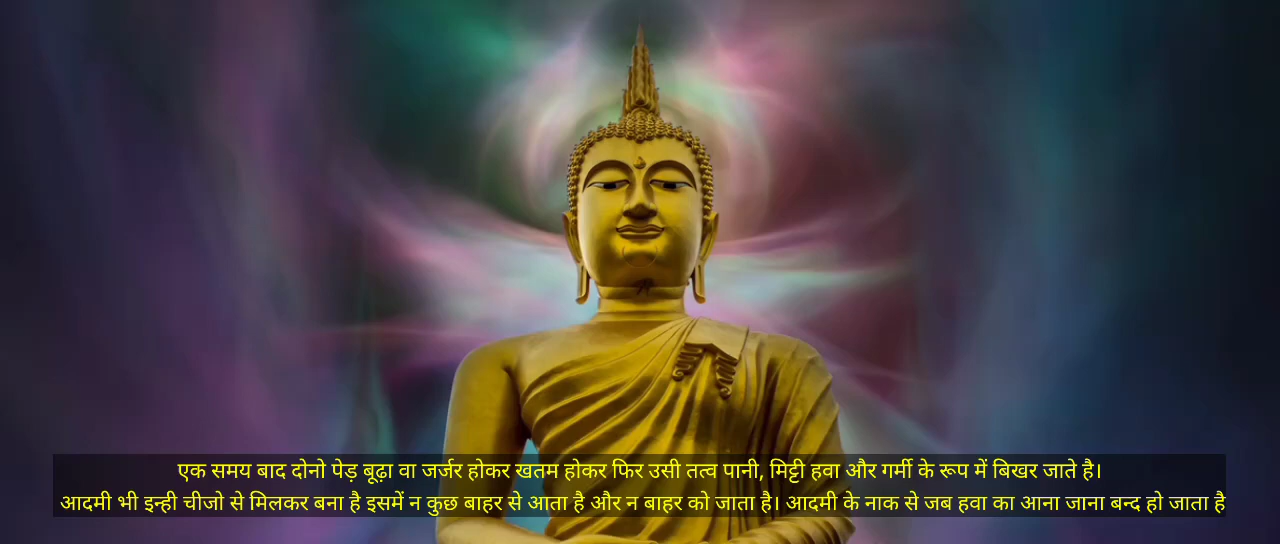 एक समय बाद दोनो पेड़ बूढ़ा वा जर्जर होकर खतम होकर फिर उसी तत्व पानी, मिट्टी हवा और गर्मी के रूप में बिखर जाते है।
आदमी भी इन्ही चीजो से मिलकर बना है इसमें न कुछ बाहर से आता है और न बाहर को जाता है। आदमी के नाक से जब हवा का आना जाना बन्द हो जाता है